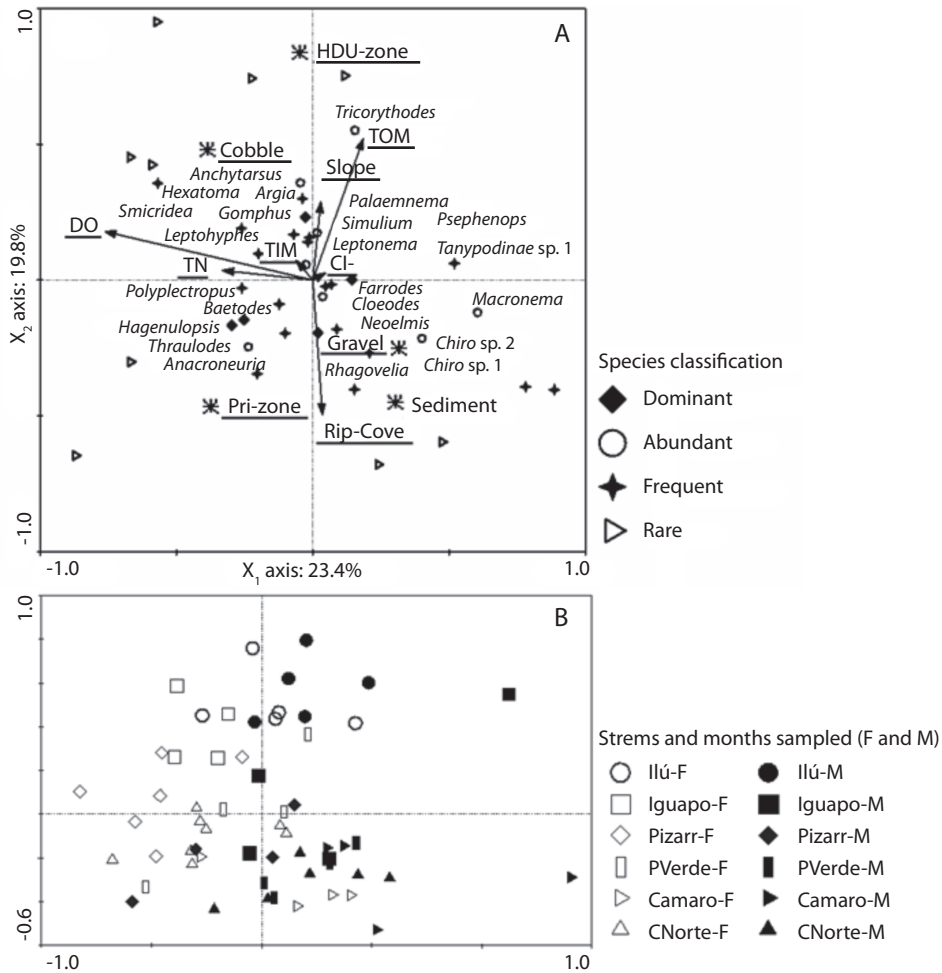 1.0
A
HDU-zone
Tricorythodes
TOM
Cobble
Slope
Anchytarsus
Hexatoma
Argia
Palaemnema
Smicridea
Gomphus
Simulium
Psephenops
DO
Leptohyphes
Leptonema
TIM
Tanypodinae sp. 1
TN
CI-
Polyplectropus
Farrodes
Macronema
Baetodes
Cloeodes
Hagenulopsis
Neoelmis
Thraulodes
Gravel
Chiro sp. 2
Anacroneuria
Rhagovelia
Chiro sp. 1
Pri-zone
Sediment
Rip-Cove
X2 axis: 19.8%
-1.0
-1.0
X1 axis: 23.4%
1.0
Species classification
Dominant
Abundant
Frequent
Rare
1.0
B
-0.6
-1.0
1.0
Strems and months sampled (F and M)
Ilú-F
Ilú-M
Iguapo-F
Iguapo-M
Pizarr-F
Pizarr-M
PVerde-F
PVerde-M
Camaro-F
Camaro-M
CNorte-F
CNorte-M